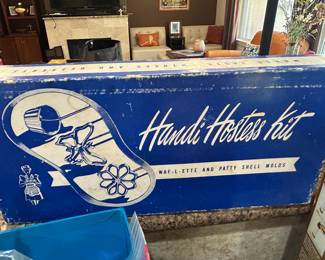 Handi Hostess Kit
WAF-L-ETTE AND PATTY SHELL MOLDS